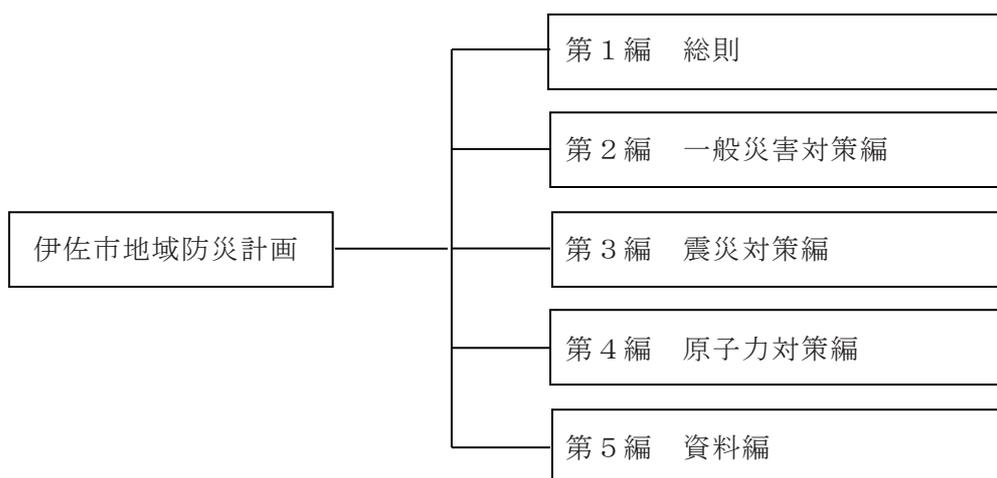 伊佐市地域防災計画
第１編　総則
第２編　一般災害対策編
第３編　震災対策編
第４編　原子力対策編
第５編　資料編